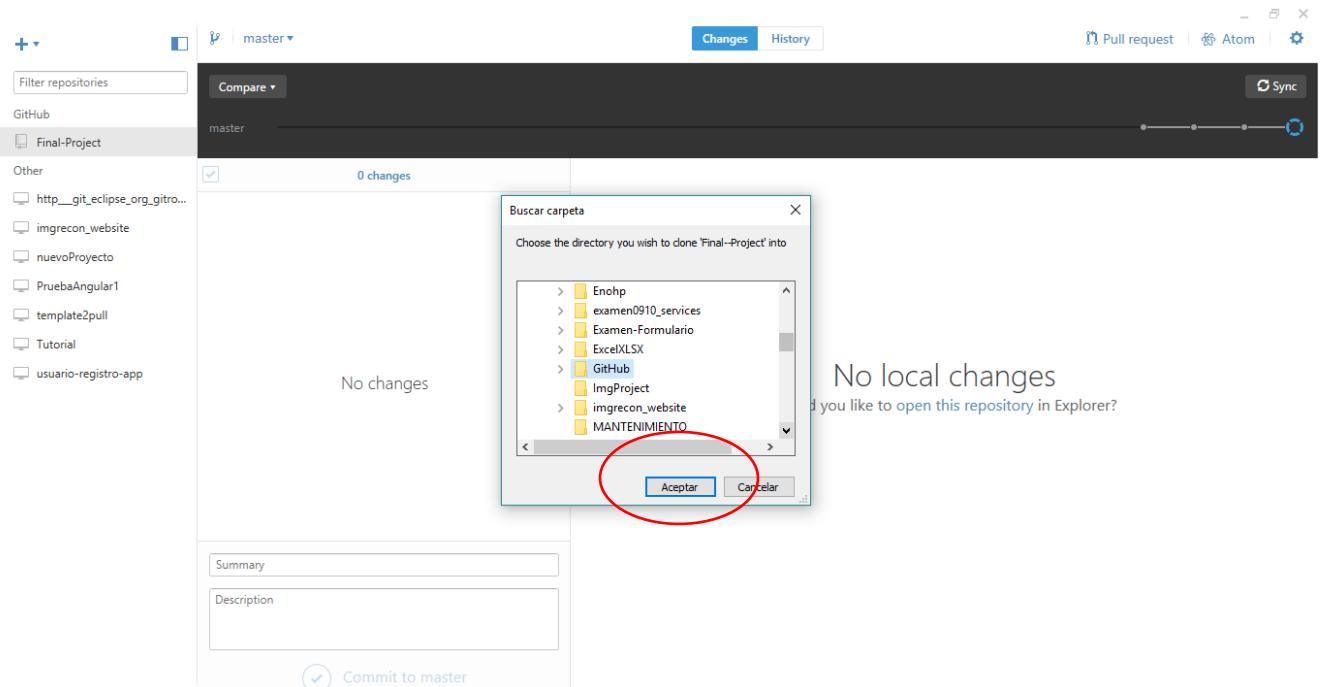 master
Changes
History
Pull request
Atom
Filter repositories
GitHub
Final-Project
Other
http__git_eclipse_org_gitro...
imgrecon_website
nuevoProyecto
PruebaAngular1
template2pull
Tutorial
usuario-registro-app
Compare
Sync
master
0 changes
No changes
Summary
Description
Commit to master
Buscar carpeta
Choose the directory you wish to clone 'Final--Project' into
Enohp
examen0910_services
Examen-Formulario
ExcelXLSX
GitHub
ImgProject
imgrecon_website
MANTENIMIENTO
Aceptar
Cancelar
No local changes
you like to open this repository in Explorer?